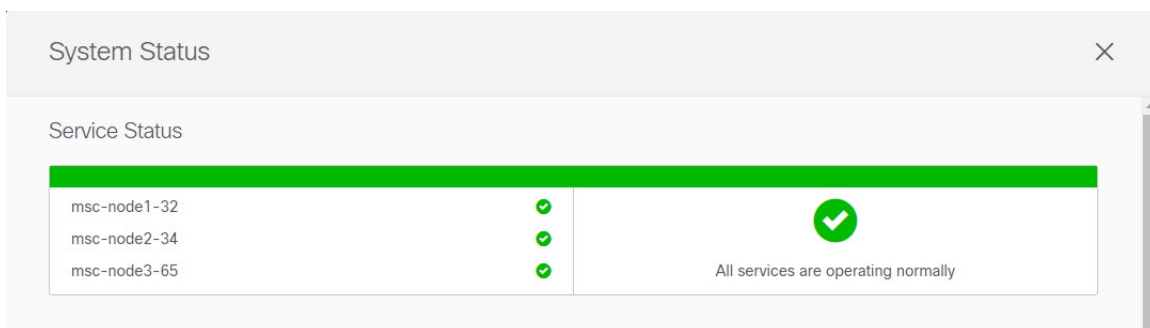 System Status
Service Status
msc-node1-32
msc-node2-34
msc-node3-65
All services are operating normally